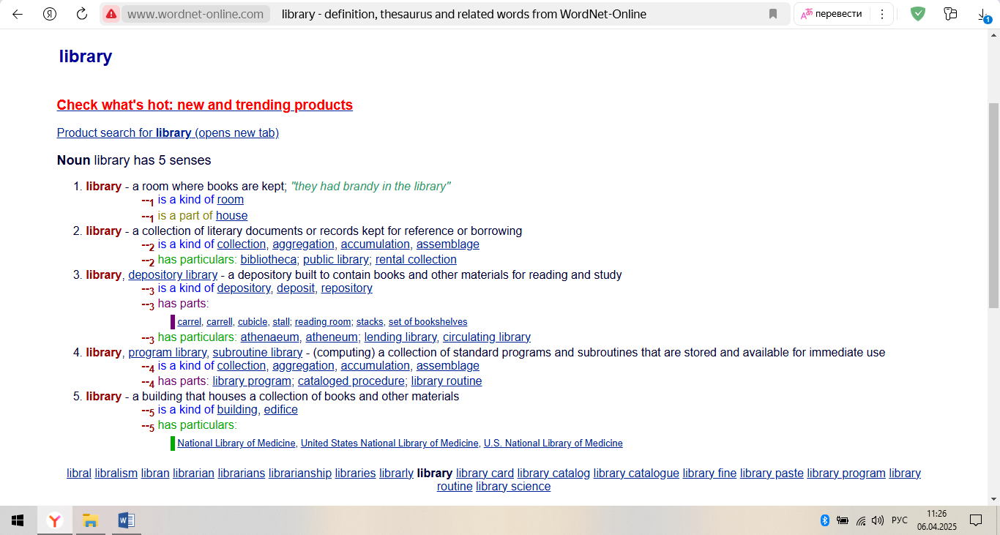 www.wordnet-online.com library - definition, thesaurus and related words from WordNet-Online перевести
1
library
Check what's hot: new and trending products
Product search for library (opens new tab)
Noun library has 5 senses
1. library - a room where books are kept; "they had brandy in the library"
--1 is a kind of room
--1 is a part of house
2. library - a collection of literary documents or records kept for reference or borrowing
--2 is a kind of collection, aggregation, accumulation, assemblage
--2 has particulars: bibliotheca; public library; rental collection
3. library, depository library - a depository built to contain books and other materials for reading and study
--3 is a kind of depository, deposit, repository
--3 has parts:
carrel, carrell, cubicle, stall; reading room; stacks, set of bookshelves
--3 has particulars: athenaeum, atheneum; lending library, circulating library
4. library, program library, subroutine library - (computing) a collection of standard programs and subroutines that are stored and available for immediate use
--4 is a kind of collection, aggregation, accumulation, assemblage
--4 has parts: library program; cataloged procedure; library routine
5. library - a building that houses a collection of books and other materials
--5 is a kind of building, edifice
--5 has particulars:
National Library of Medicine, United States National Library of Medicine, U.S. National Library of Medicine
libral libralism libran librarian librarians librarianship libraries librarly library library card library catalog library catalogue library fine library paste library program library
routine library science
РУС 11:26
06.04.2025